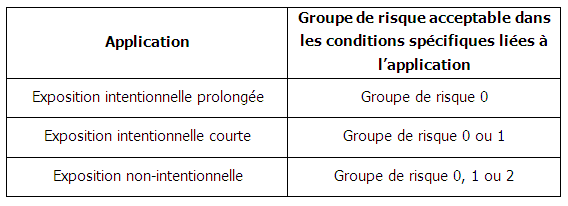 Application
Groupe de risque acceptable dans
les conditions spécifiques liées à
l’application
Exposition intentionnelle prolongée
Groupe de risque 0
Exposition intentionnelle courte
Groupe de risque 0 ou 1
Exposition non-intentionnelle
Groupe de risque 0, 1 ou 2